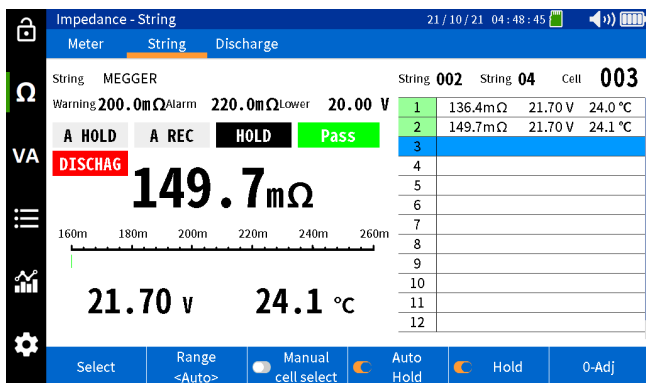 Impedance - String 21/10/21 04:48:45
Meter String Discharge
String MEGGER
Warning 200.0mΩ Alarm 220.0mΩ Lower 20.00 V
A HOLD A REC HOLD Pass
DISCHAG
149.7mΩ
160m 180m 200m 220m 240m 260m
21.70 V 24.1 °C
String 002 String 04 Cell 003
1 136.4mΩ 21.70 V 24.0 °C
2 149.7mΩ 21.70 V 24.1 °C
3
4
5
6
7
8
9
10
11
12
Ω
VA
Select
Range
<Auto>
Manual
cell select
Auto
Hold
Hold
0-Adj